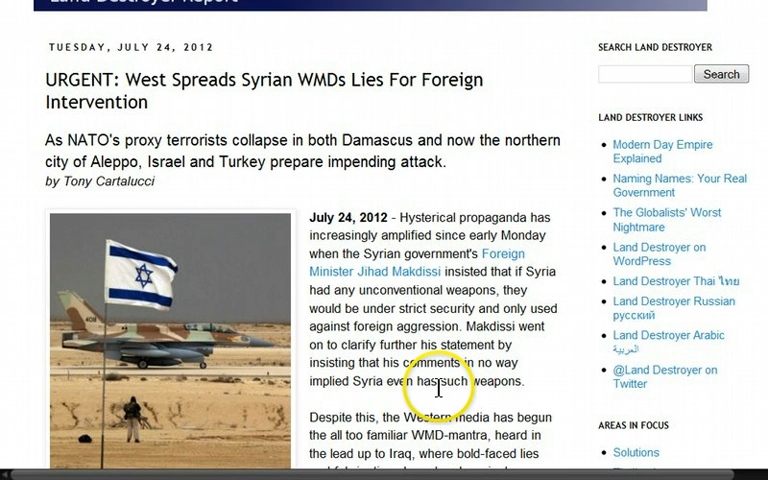 Land Destroyer Report
TUESDAY, JULY 24, 2012
URGENT: West Spreads Syrian WMDs Lies For Foreign
Intervention
As NATO's proxy terrorists collapse in both Damascus and now the northern
city of Aleppo, Israel and Turkey prepare impending attack.
by Tony Cartalucci
July 24, 2012 - Hysterical propaganda has
increasingly amplified since early Monday
when the Syrian government's Foreign
Minister Jihad Makdissi insisted that if Syria
had any unconventional weapons, they
would be under strict security and only used
against foreign aggression. Makdissi went
on to clarify further his statement by
insisting that his comments in no way
implied Syria even has such weapons.
Despite this, the Western media has begun
the all too familiar WMD-mantra, heard in
the lead up to Iraq, where bold-faced lies
408
SEARCH LAND DESTROYER
Search
LAND DESTROYER LINKS
Modern Day Empire
Explained
Naming Names: Your Real
Government
The Globalists' Worst
Nightmare
Land Destroyer on
WordPress
Land Destroyer Thai ไทย
Land Destroyer Russian
русский
Land Destroyer Arabic
العربية
@Land Destroyer on
Twitter
AREAS IN FOCUS
Solutions